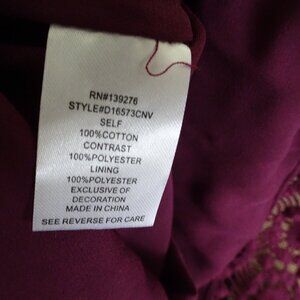 RN#139276
STYLE#D16573CNV
SELF
100%COTTON
CONTRAST
100%POLYESTER
LINING
100%POLYESTER
EXCLUSIVE OF
DECORATION
MADE IN CHINA
SEE REVERSE FOR CARE